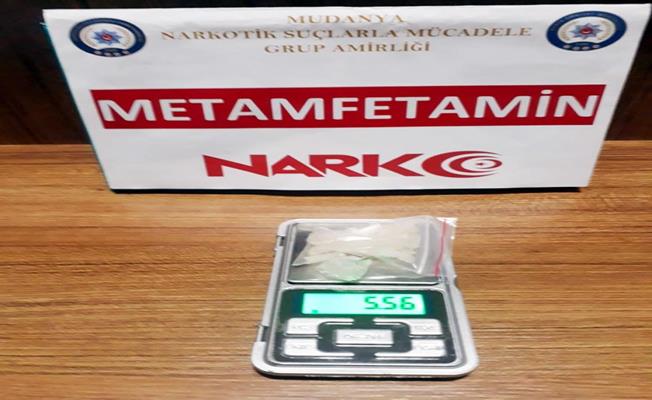 MUDANYA
NARKOTİK SUÇLARLA MÜCADELE
GRUP AMİRLİĞİ
METAMFETAMİN
NARKO
5.56